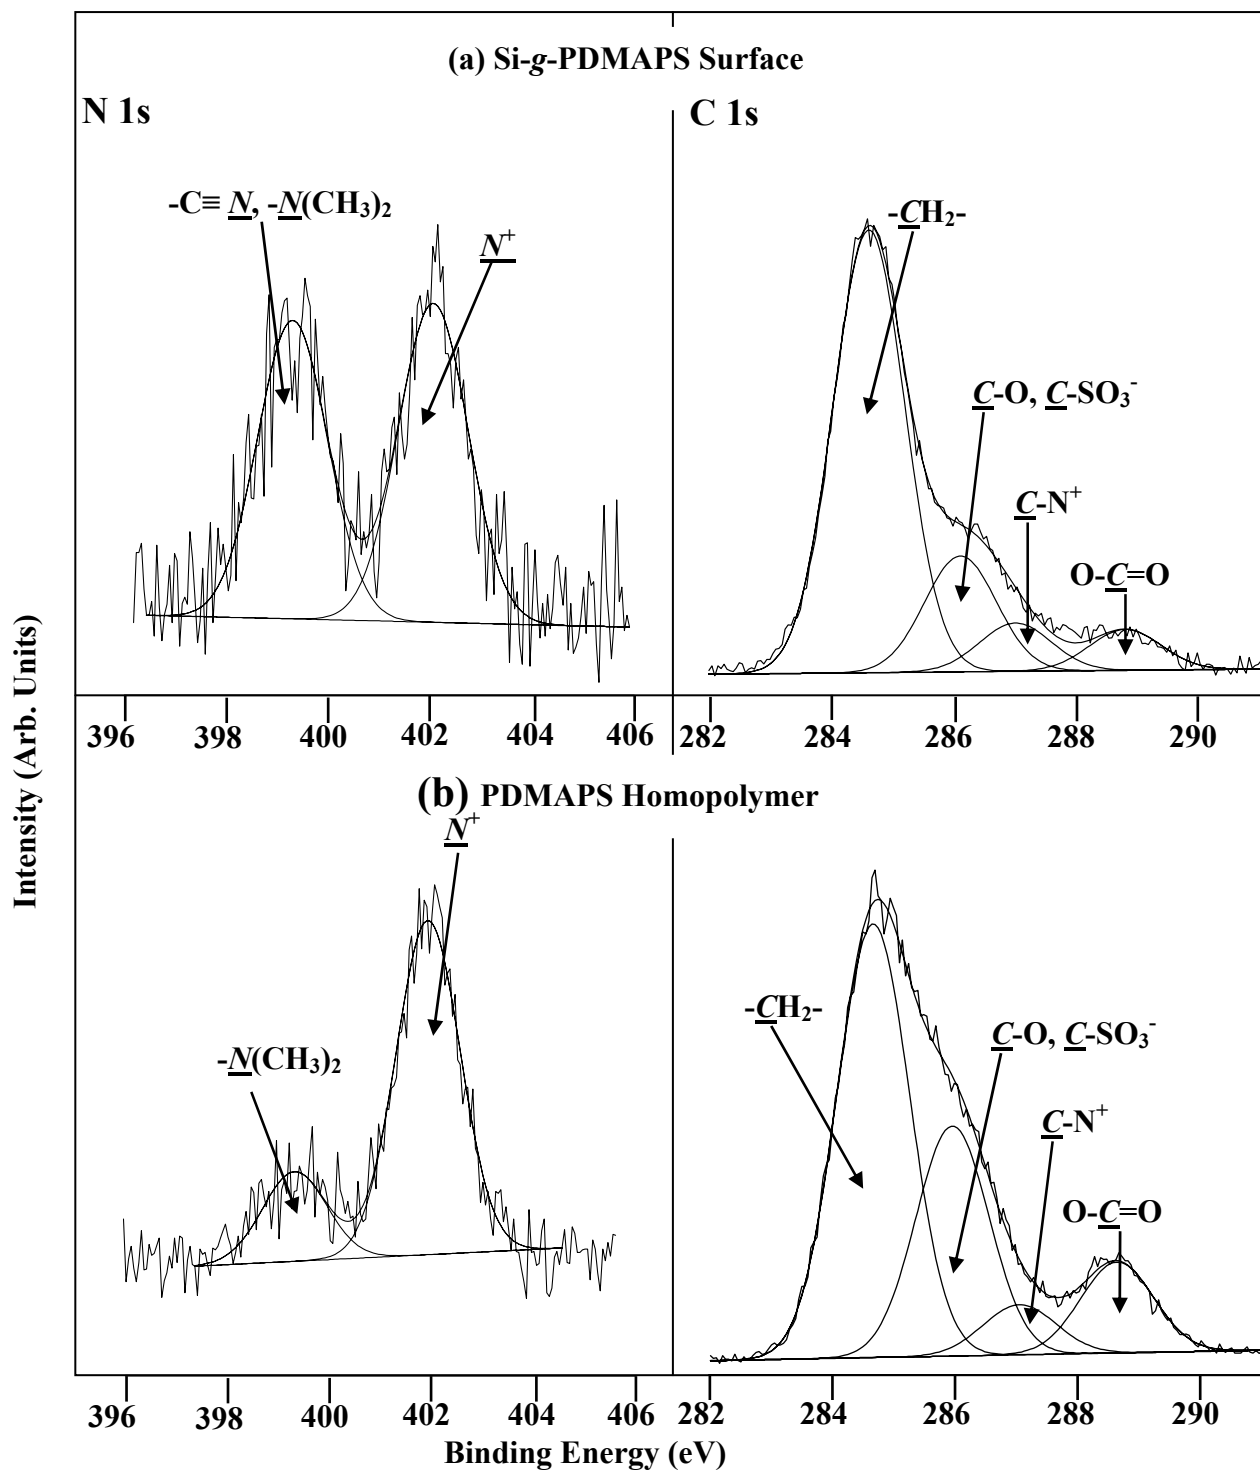 (a) Si-g-PDMAPS Surface
N 1s
C 1s
-C≡ N, -N(CH₃)₂
N⁺
-CH₂-
C-O, C-SO₃⁻
C-N⁺
O-C=O
396 398 400 402 404 406
282 284 286 288 290
Intensity (Arb. Units)
(b) PDMAPS Homopolymer
N⁺
-N(CH₃)₂
-CH₂-
C-O, C-SO₃⁻
C-N⁺
O-C=O
396 398 400 402 404 406
282 284 286 288 290
Binding Energy (eV)